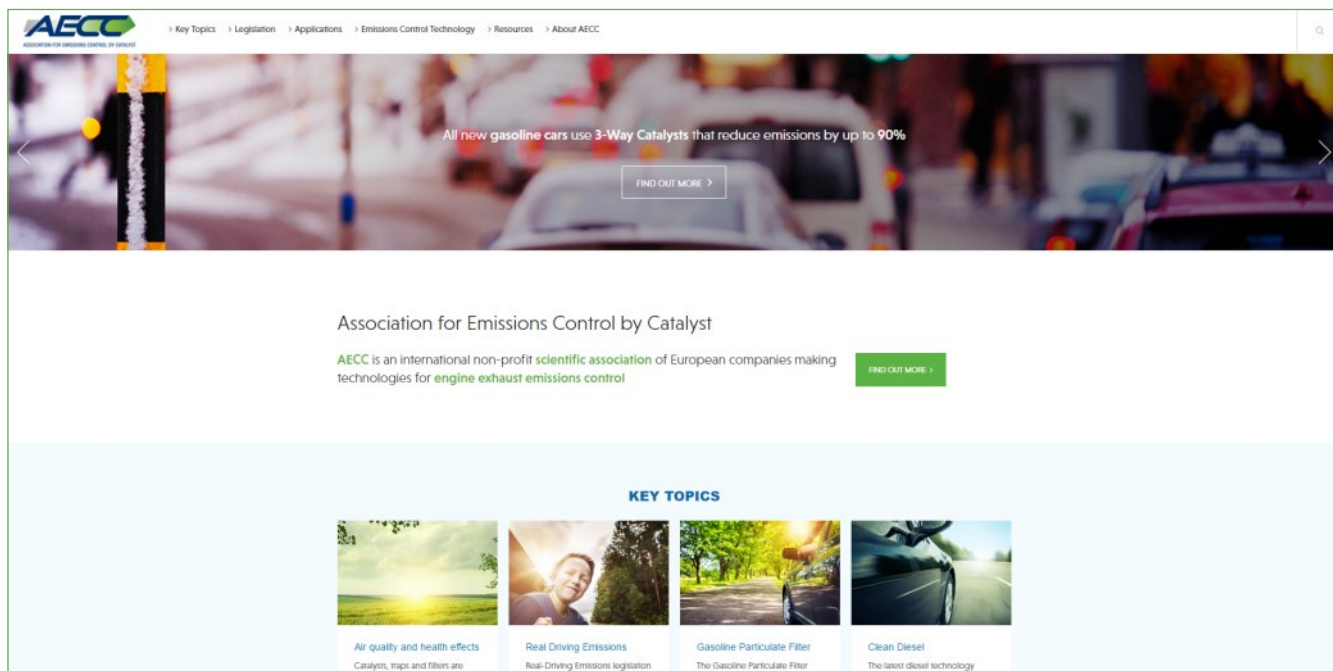 AECC
ASSOCIATION FOR EMISSIONS CONTROL BY CATALYST
> Key Topics > Legislation > Applications > Emissions Control Technology > Resources > About AECC
All new gasoline cars use 3-Way Catalysts that reduce emissions by up to 90%
FIND OUT MORE >
Association for Emissions Control by Catalyst
AECC is an international non-profit scientific association of European companies making
technologies for engine exhaust emissions control
FIND OUT MORE >
KEY TOPICS
Air quality and health effects
Catalysts, traps and filters are
Real Driving Emissions
Real-Driving Emissions legislation
Gasoline Particulate Filter
The Gasoline Particulate Filter
Clean Diesel
The latest diesel technology